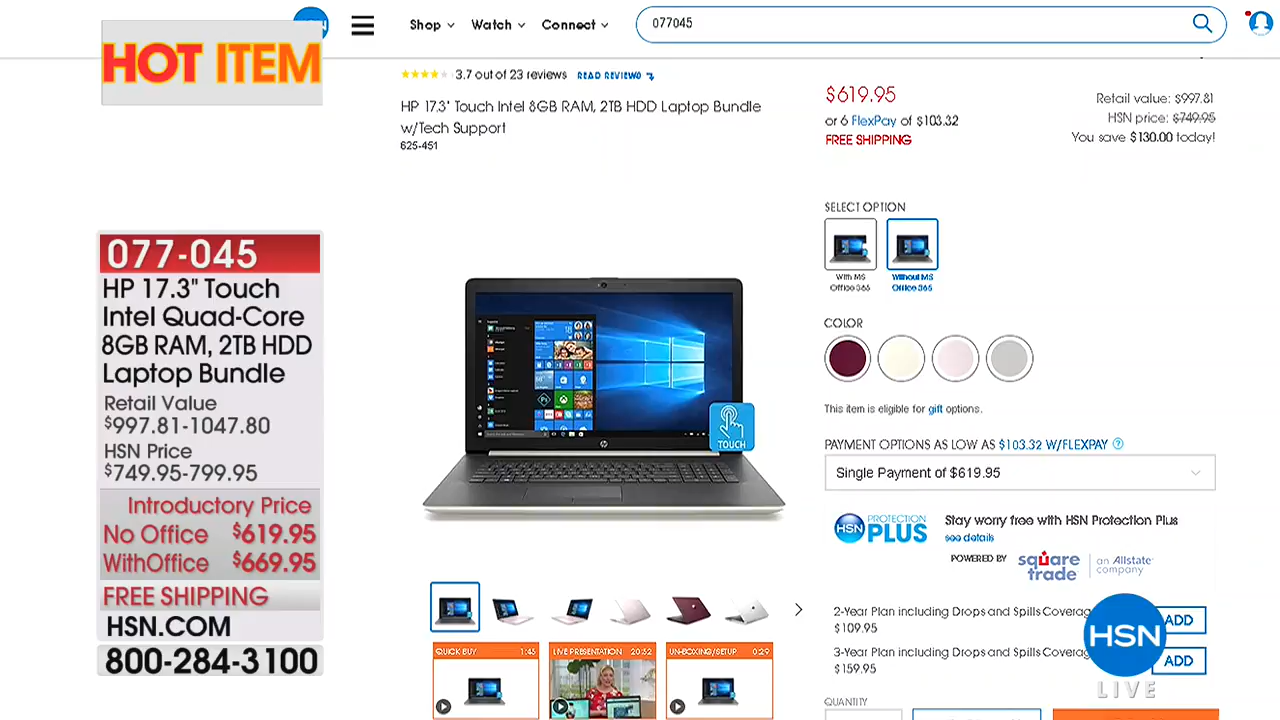 HOT ITEM
Shop
Watch
Connect
077045
3.7 out of 23 reviews READ REVIEWS
HP 17.3" Touch Intel 8GB RAM, 2TB HDD Laptop Bundle
w/Tech Support
625-451
$619.95
or 6 FlexPay of $103.32
FREE SHIPPING
Retail value: $997.81
HSN price: $749.95
You save $130.00 today!
SELECT OPTION
With MS
Office 365
Without MS
Office 365
COLOR
This item is eligible for gift options.
PAYMENT OPTIONS AS LOW AS $103.32 W/FLEXPAY ?
Single Payment of $619.95
HSN PROTECTION PLUS
Stay worry free with HSN Protection Plus
see details
POWERED BY square trade | an Allstate company
2-Year Plan including Drops and Spills Coverag
$109.95
ADD
3-Year Plan including Drops and Spills Coverag
$159.95
ADD
QUANTITY
077-045
HP 17.3" Touch
Intel Quad-Core
8GB RAM, 2TB HDD
Laptop Bundle
Retail Value
$997.81-1047.80
HSN Price
$749.95-799.95
Introductory Price
No Office $619.95
WithOffice $669.95
FREE SHIPPING
HSN.COM
800-284-3100
TOUCH
hp
QUICK BUY 1:45
LIVE PRESENTATION 20:52
UN-BOXING/SETUP 0:29
HSN
LIVE